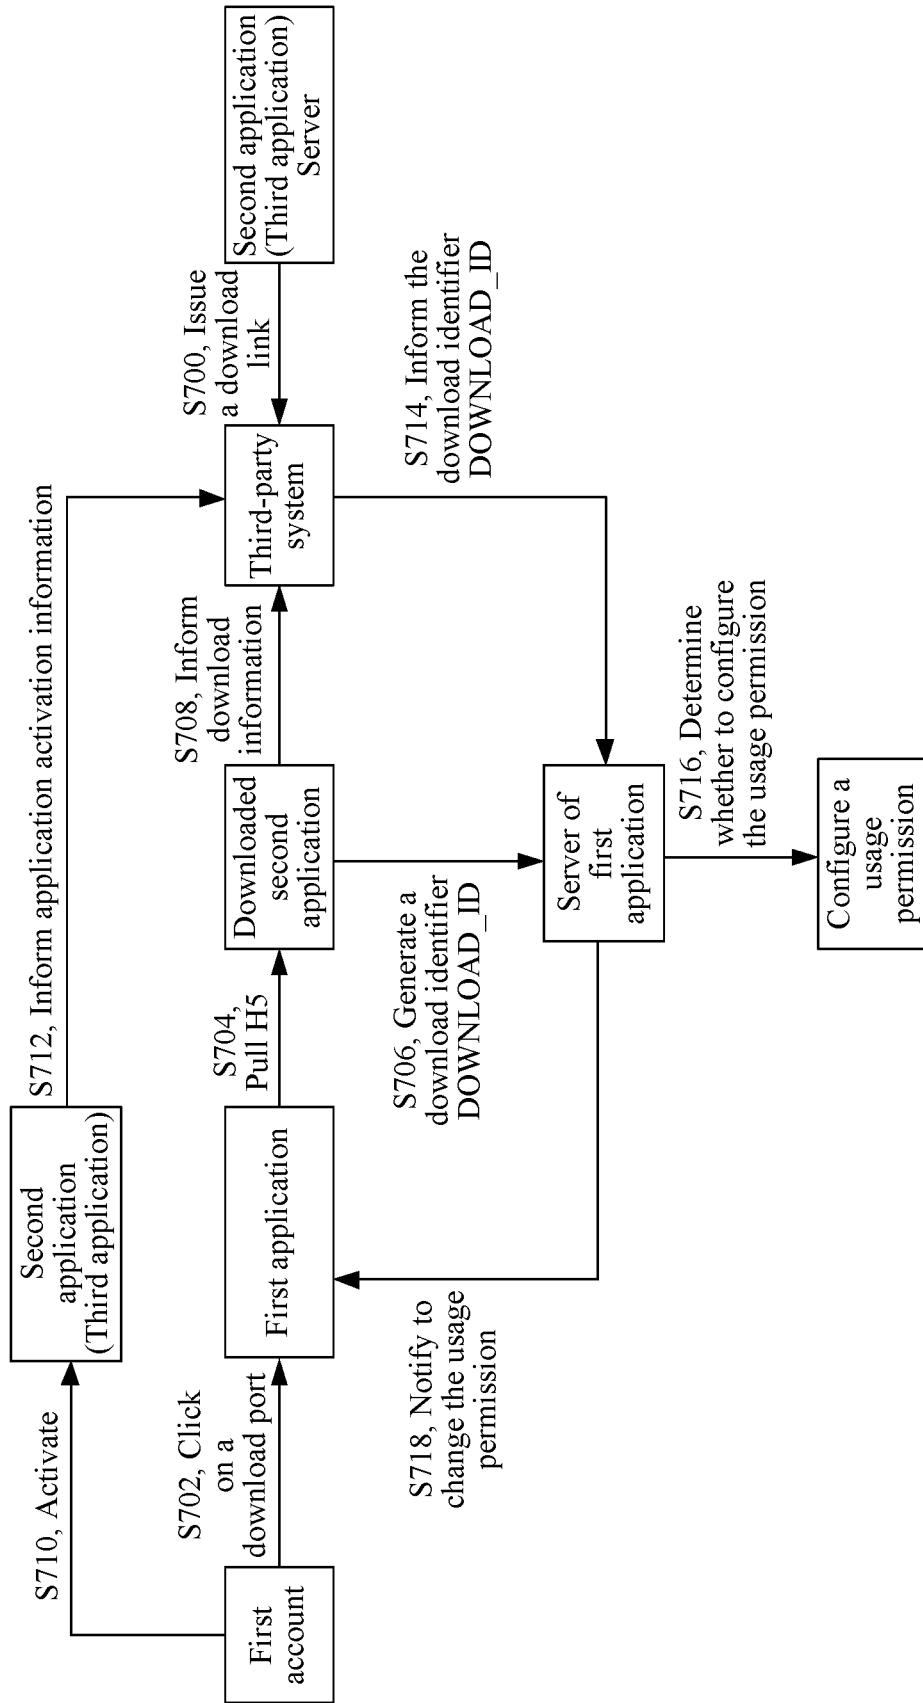 S710, Activate
Second
application
(Third application)
S712, Inform application activation information
First
account
S702, Click
on a
download port
First application
S704,
Pull H5
Downloaded
second
application
S708, Inform
download
information
Third-party
system
S700, Issue
a download
link
Second application
(Third application)
Server
S718, Notify to
change the usage
permission
S706, Generate a
download identifier
DOWNLOAD_ID
S714, Inform the
download identifier
DOWNLOAD_ID
Server of
first
application
S716, Determine
whether to configure
the usage permission
Configure a
usage
permission